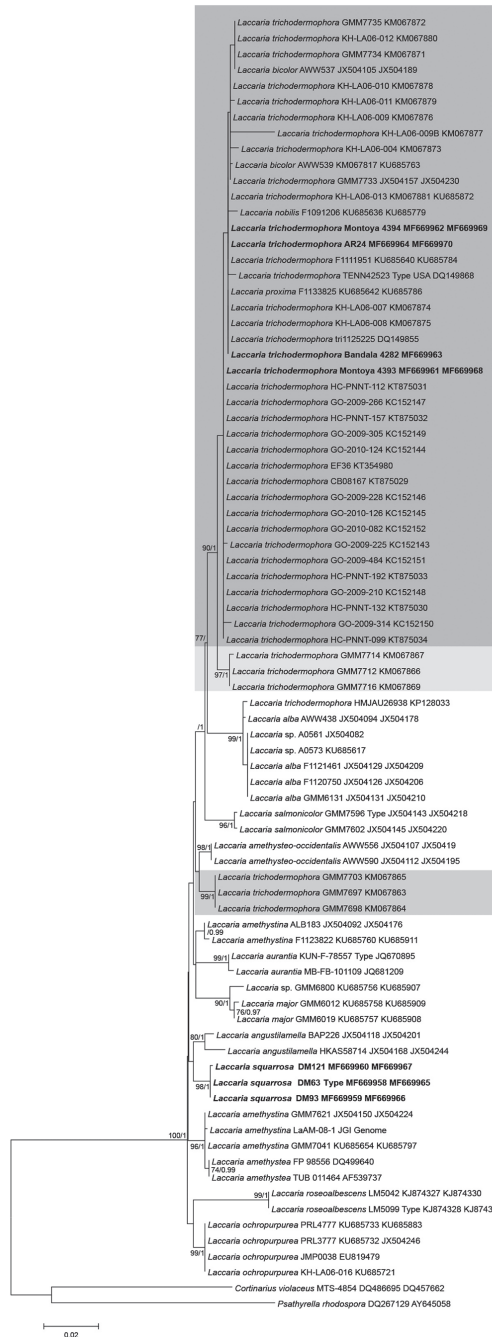 Laccaria trichodermophora GMM7735 KM067872
Laccaria trichodermophora KH-LA06-012 KM067880
Laccaria trichodermophora GMM7734 KM067871
Laccaria bicolor AWW537 JX504105 JX504189
Laccaria trichodermophora KH-LA06-010 KM067878
Laccaria trichodermophora KH-LA06-011 KM067879
Laccaria trichodermophora KH-LA06-009 KM067876
Laccaria trichodermophora KH-LA06-009B KM067877
Laccaria trichodermophora KH-LA06-004 KM067873
Laccaria bicolor AWW539 KM067817 KU685763
Laccaria trichodermophora GMM7733 JX504157 JX504230
Laccaria trichodermophora KH-LA06-013 KM067881 KU685872
Laccaria nobilis F1091206 KU685636 KU685779
Laccaria trichodermophora Montoya 4394 MF669962 MF669969
Laccaria trichodermophora AR24 MF669964 MF669970
Laccaria trichodermophora F1111951 KU685640 KU685784
Laccaria trichodermophora TENN42523 Type USA DQ149868
Laccaria proxima F1133825 KU685642 KU685786
Laccaria trichodermophora KH-LA06-007 KM067874
Laccaria trichodermophora KH-LA06-008 KM067875
Laccaria trichodermophora tri1125225 DQ149855
Laccaria trichodermophora Bandala 4282 MF669963
Laccaria trichodermophora Montoya 4393 MF669961 MF669968
Laccaria trichodermophora HC-PNNT-112 KT875031
Laccaria trichodermophora GO-2009-266 KC152147
Laccaria trichodermophora HC-PNNT-157 KT875032
Laccaria trichodermophora GO-2009-305 KC152149
Laccaria trichodermophora GO-2010-124 KC152144
Laccaria trichodermophora EF36 KT354980
Laccaria trichodermophora CB08167 KT875029
Laccaria trichodermophora GO-2009-228 KC152146
Laccaria trichodermophora GO-2010-126 KC152145
Laccaria trichodermophora GO-2010-082 KC152152
Laccaria trichodermophora GO-2009-225 KC152143
Laccaria trichodermophora GO-2009-484 KC152151
Laccaria trichodermophora HC-PNNT-192 KT875033
Laccaria trichodermophora GO-2009-210 KC152148
Laccaria trichodermophora HC-PNNT-132 KT875030
Laccaria trichodermophora GO-2009-314 KC152150
Laccaria trichodermophora HC-PNNT-099 KT875034
Laccaria trichodermophora GMM7714 KM067867
Laccaria trichodermophora GMM7712 KM067866
Laccaria trichodermophora GMM7716 KM067869
Laccaria trichodermophora HMJAU26938 KP128033
Laccaria alba AWW438 JX504094 JX504178
Laccaria sp. A0561 JX504082
Laccaria sp. A0573 KU685617
Laccaria alba F1121461 JX504129 JX504209
Laccaria alba F1120750 JX504126 JX504206
Laccaria alba GMM6131 JX504131 JX504210
Laccaria salmonicolor GMM7596 Type JX504143 JX504218
Laccaria salmonicolor GMM7602 JX504145 JX504220
Laccaria amethysteo-occidentalis AWW556 JX504107 JX50419
Laccaria amethysteo-occidentalis AWW590 JX504112 JX504195
Laccaria trichodermophora GMM7703 KM067865
Laccaria trichodermophora GMM7697 KM067863
Laccaria trichodermophora GMM7698 KM067864
Laccaria amethystina ALB183 JX504092 JX504176
Laccaria amethystina F1123822 KU685760 KU685911
Laccaria aurantia KUN-F-78557 Type JQ670895
Laccaria aurantia MB-FB-101109 JQ681209
Laccaria sp. GMM6800 KU685756 KU685907
Laccaria major GMM6012 KU685758 KU685909
Laccaria major GMM6019 KU685757 KU685908
Laccaria angustilamella BAP226 JX504118 JX504201
Laccaria angustilamella HKAS58714 JX504168 JX504244
Laccaria squarrosa DM121 MF669960 MF669967
Laccaria squarrosa DM63 Type MF669958 MF669965
Laccaria squarrosa DM93 MF669959 MF669966
Laccaria amethystina GMM7621 JX504150 JX504224
Laccaria amethystina LaAM-08-1 JGI Genome
Laccaria amethystina GMM7041 KU685654 KU685797
Laccaria amethystea FP 98556 DQ499640
Laccaria amethystea TUB 011464 AF539737
Laccaria roseoalbescens LM5042 KJ874327 KJ874330
Laccaria roseoalbescens LM5099 Type KJ874328 KJ8743
Laccaria ochropurpurea PRL4777 KU685733 KU685883
Laccaria ochropurpurea PRL3777 KU685732 JX504246
Laccaria ochropurpurea JMP0038 EU819479
Laccaria ochropurpurea KH-LA06-016 KU685721
Cortinarius violaceus MTS-4854 DQ486695 DQ457662
Psathyrella rhodospora DQ267129 AY645058
90/1
77/
97/1
/1
99/1
96/1
98/1
99/1
/0.99
99/1
90/1
76/0.97
80/1
98/1
100/1
96/1
74/0.99
99/1
99/1
0.02